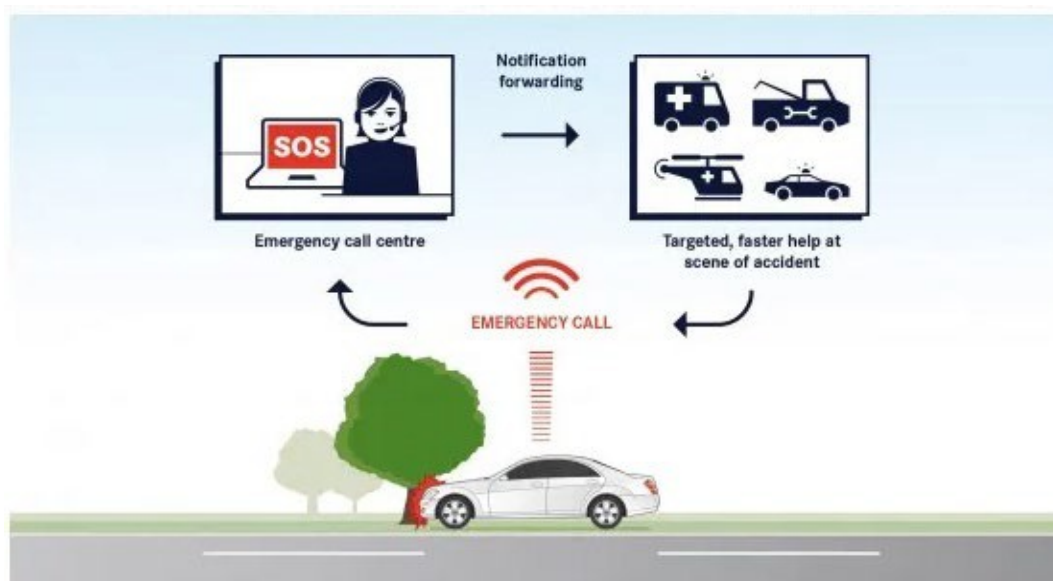 Notification
forwarding
SOS
Emergency call centre
Targeted, faster help at
scene of accident
EMERGENCY CALL